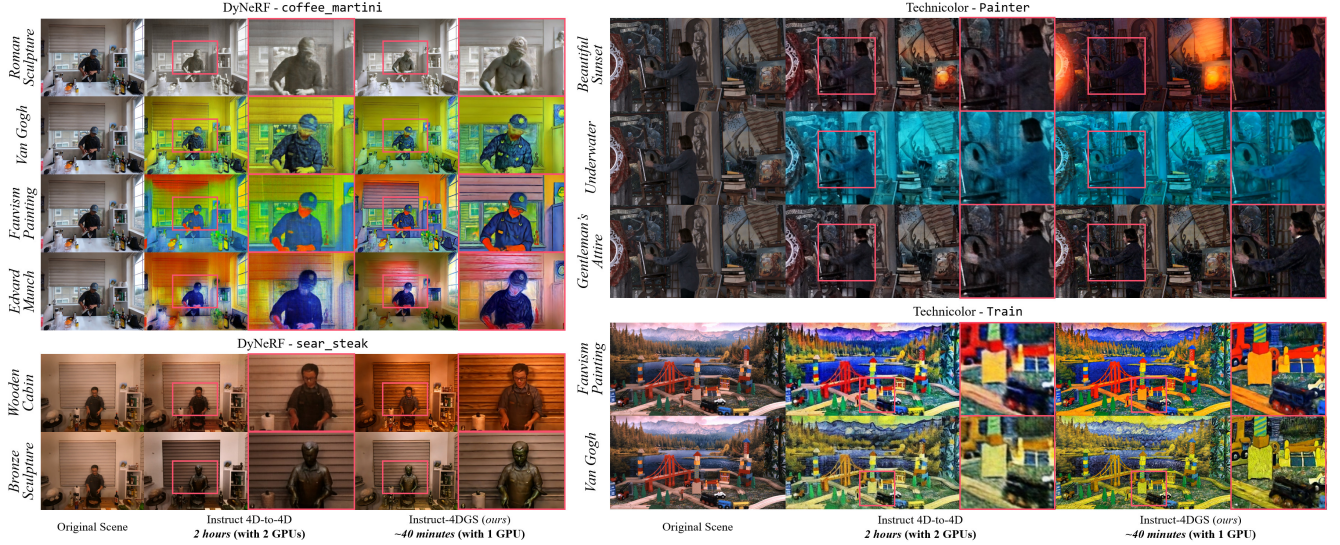 DyNeRF - coffee_martini
Roman
Sculpture
Van Gogh
Fauvism
Painting
Edvard
Munch
DyNeRF - sear_steak
Wooden
Cabin
Bronze
Sculpture
Original Scene
Instruct 4D-to-4D
2 hours (with 2 GPUs)
Instruct-4DGS (ours)
~40 minutes (with 1 GPU)
Technicolor - Painter
Beautiful
Sunset
Underwater
Gentleman's
Attire
Technicolor - Train
Fauvism
Painting
Van Gogh
Original Scene
Instruct 4D-to-4D
2 hours (with 2 GPUs)
Instruct-4DGS (ours)
~40 minutes (with 1 GPU)